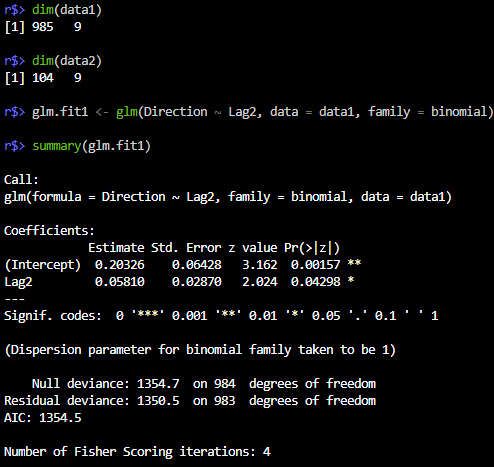 r$> dim(data1)
[1] 985   9
r$> dim(data2)
[1] 104   9
r$> glm.fit1 <- glm(Direction ~ Lag2, data = data1, family = binomial)
r$> summary(glm.fit1)
Call:
glm(formula = Direction ~ Lag2, family = binomial, data = data1)
Coefficients:
            Estimate Std. Error z value Pr(>|z|)
(Intercept)  0.20326    0.06428   3.162  0.00157 **
Lag2         0.05810    0.02870   2.024  0.04298 *
---
Signif. codes:  0 '***' 0.001 '**' 0.01 '*' 0.05 '.' 0.1 ' ' 1
(Dispersion parameter for binomial family taken to be 1)
    Null deviance: 1354.7  on 984  degrees of freedom
Residual deviance: 1350.5  on 983  degrees of freedom
AIC: 1354.5
Number of Fisher Scoring iterations: 4